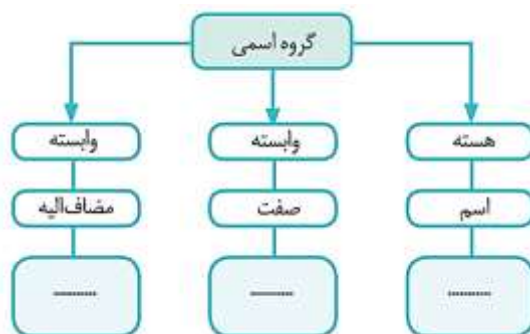 گروه اسمی
هسته
وابسته
وابسته
اسم
صفت
مضاف‌الیه
............
............
............